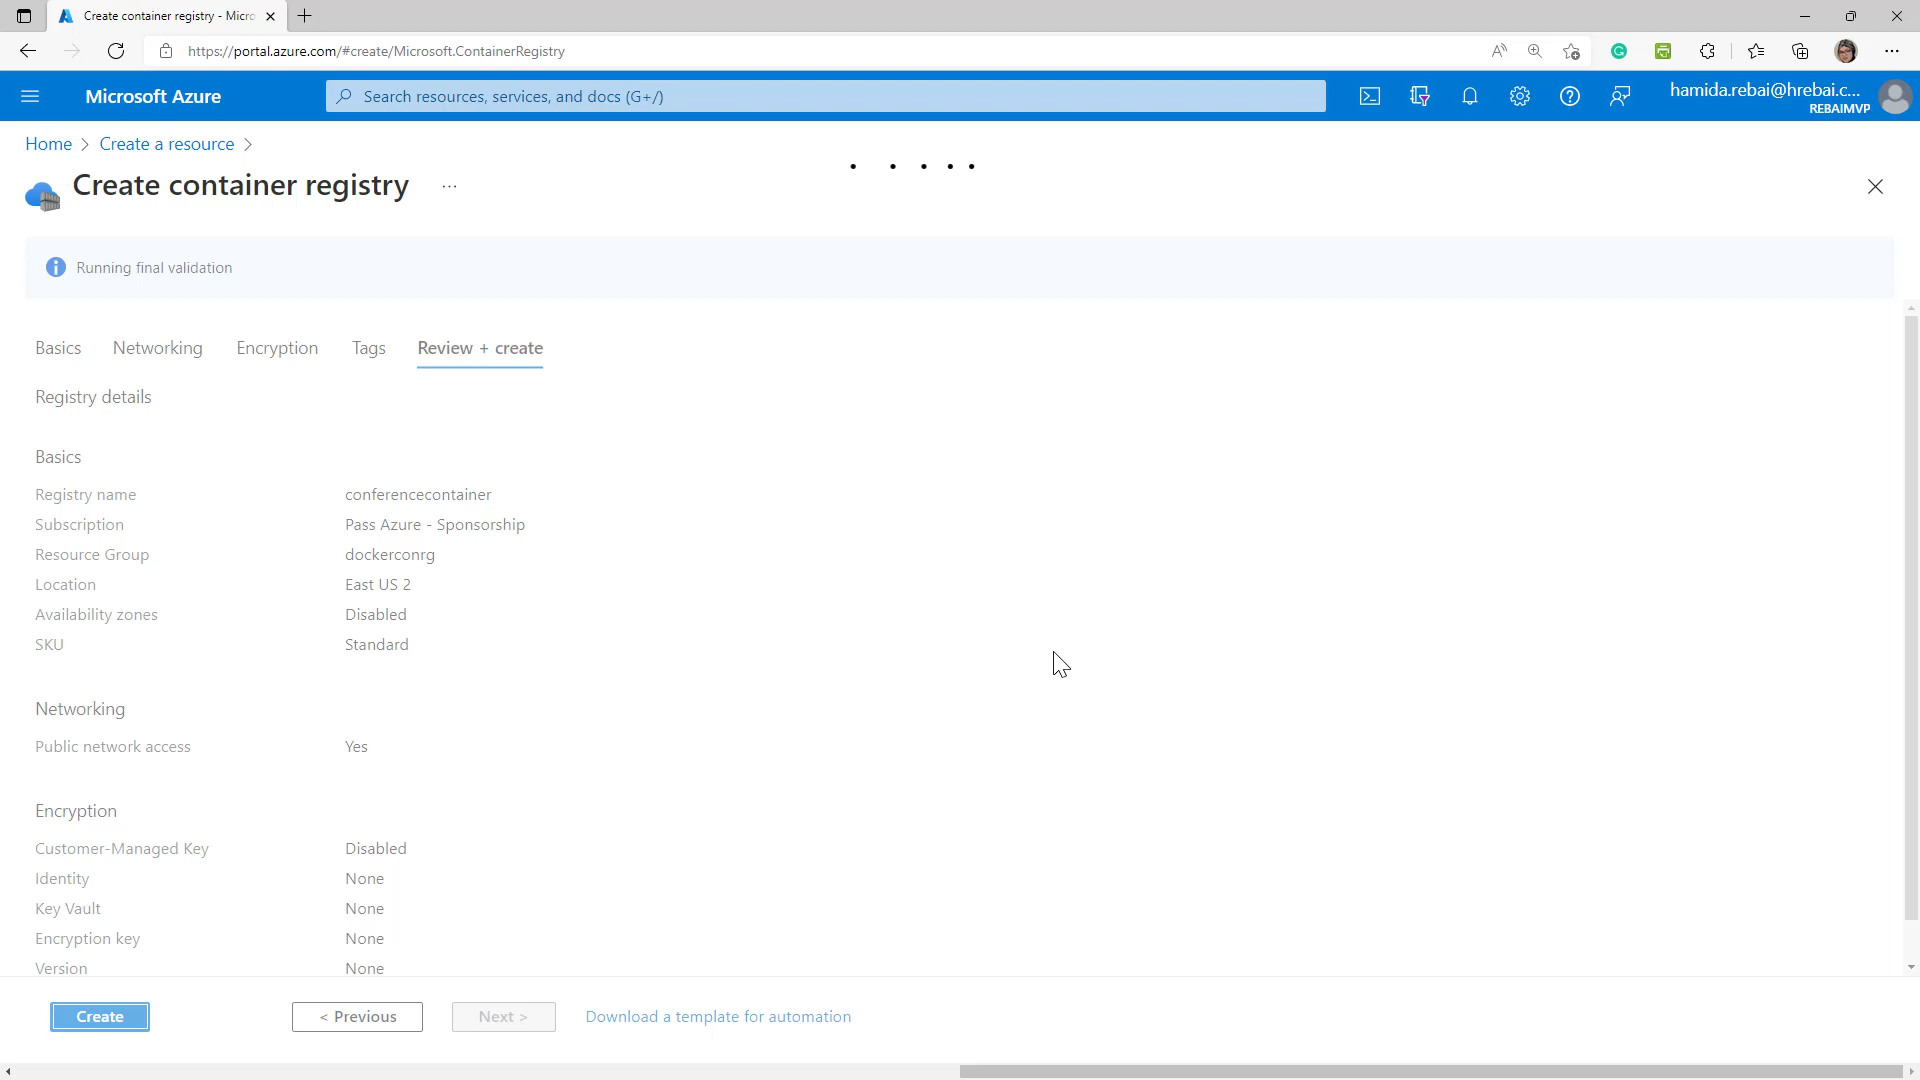 Create container registry - Micro
https://portal.azure.com/#create/Microsoft.ContainerRegistry
Microsoft Azure
Search resources, services, and docs (G+/)
hamida.rebai@hrebai.c...
REBAIMVP
Home > Create a resource >
Create container registry ...
Running final validation
Basics Networking Encryption Tags Review + create
Registry details
Basics
Registry name conferencecontainer
Subscription Pass Azure - Sponsorship
Resource Group dockerconrg
Location East US 2
Availability zones Disabled
SKU Standard
Networking
Public network access Yes
Encryption
Customer-Managed Key Disabled
Identity None
Key Vault None
Encryption key None
Version None
Create < Previous Next > Download a template for automation